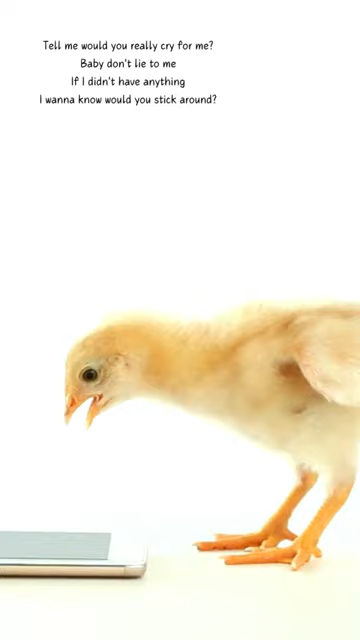 Tell me would you really cry for me?
Baby don't lie to me
If I didn't have anything
I wanna know would you stick around?